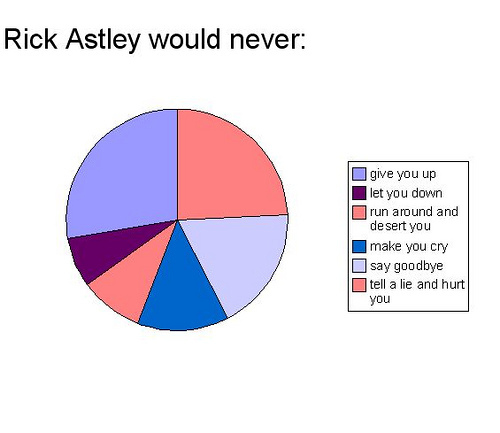 Rick Astley would never:
give you up
let you down
run around and
desert you
make you cry
say goodbye
tell a lie and hurt
you